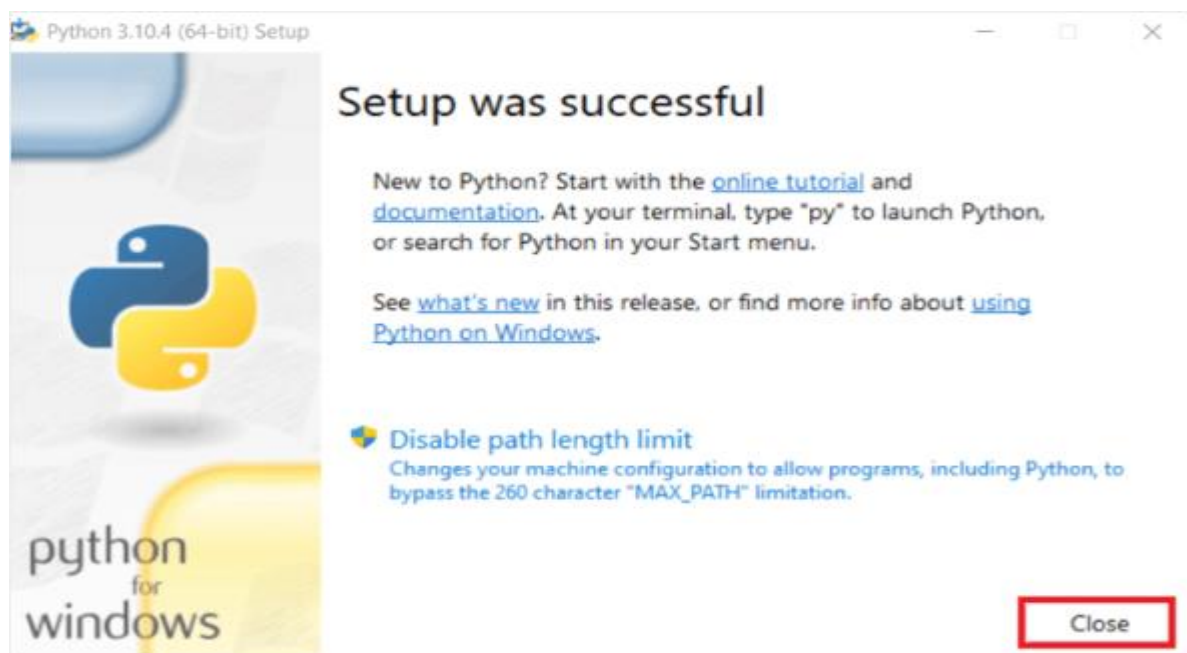 Python 3.10.4 (64-bit) Setup
Setup was successful
New to Python? Start with the online tutorial and
documentation. At your terminal, type "py" to launch Python,
or search for Python in your Start menu.
See what's new in this release, or find more info about using
Python on Windows.
Disable path length limit
Changes your machine configuration to allow programs, including Python, to
bypass the 260 character "MAX_PATH" limitation.
python
for
windows
Close